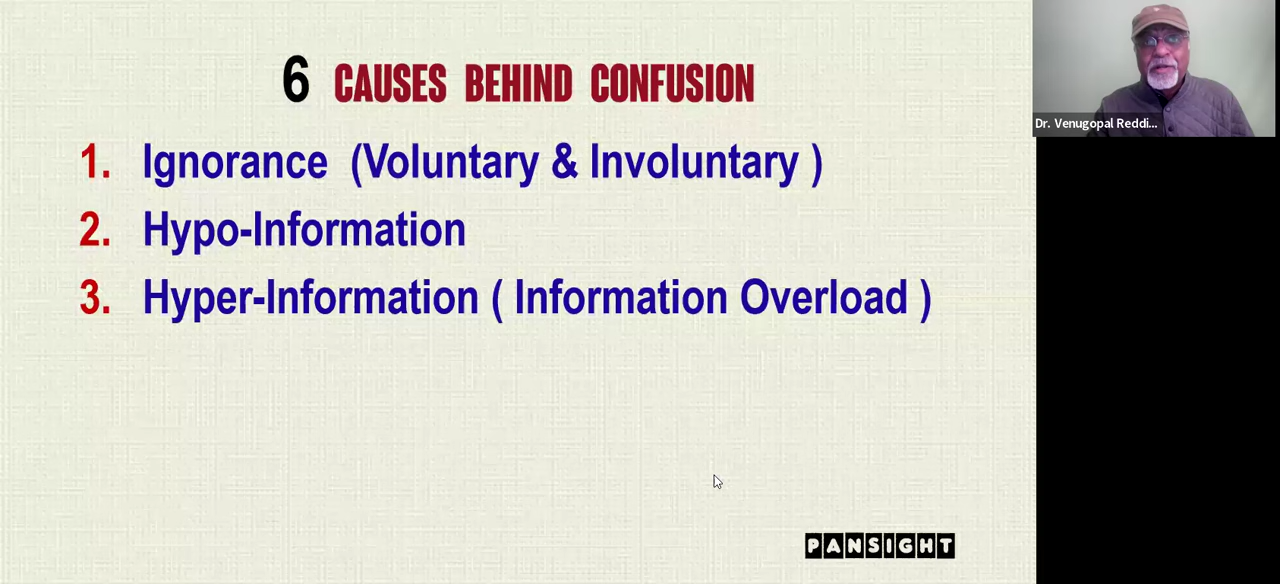 6 CAUSES BEHIND CONFUSION
1. Ignorance (Voluntary & Involuntary )
2. Hypo-Information
3. Hyper-Information ( Information Overload )
PANSIGHT
Dr. Venugopal Reddi...